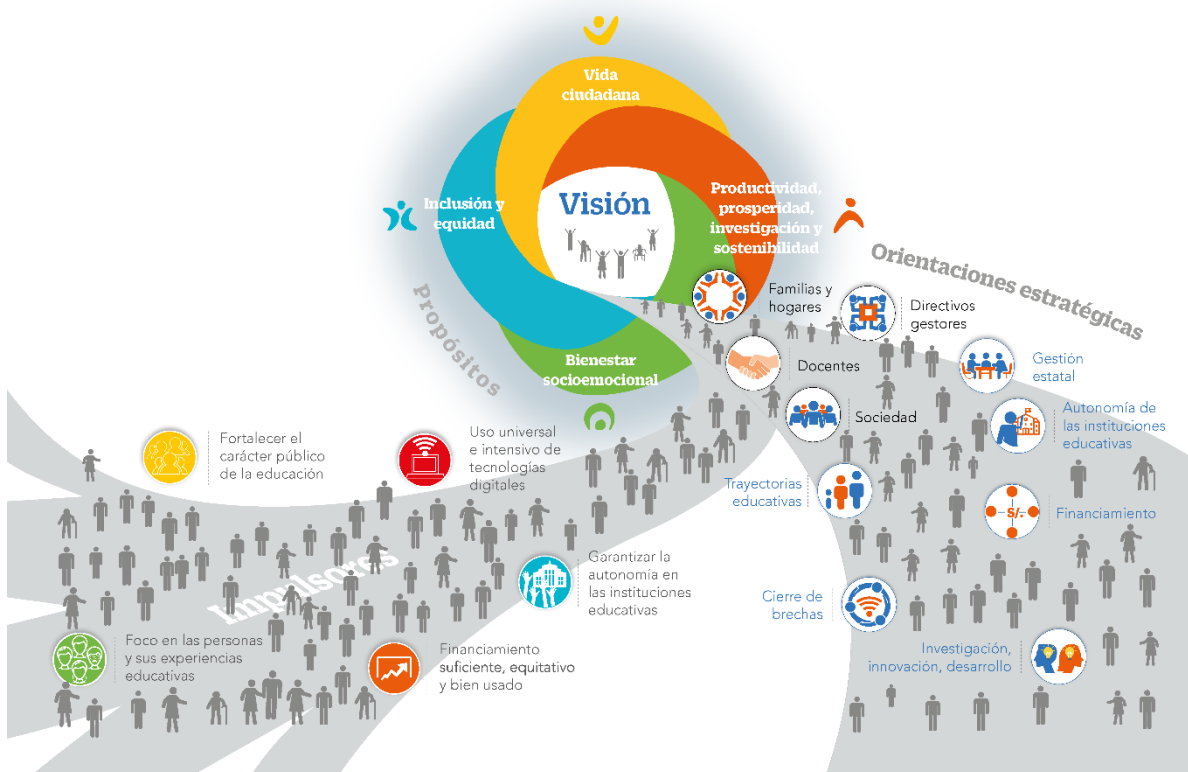 Vida
ciudadana
Inclusión y
equidad
Visión
Productividad,
prosperidad,
investigación y
sostenibilidad
Bienestar
socioemocional
Propósitos
Orientaciones estratégicas
Familias y
hogares
Directivos
gestores
Docentes
Gestión
estatal
Sociedad
Autonomía de
las instituciones
educativas
Trayectorias
educativas
S/.
Financiamiento
Cierre de
brechas
Investigación,
innovación, desarrollo
Impulsores
Fortalecer el
carácter público
de la educación
Uso universal
e intensivo de
tecnologías
digitales
Garantizar la
autonomía en
las instituciones
educativas
Foco en las personas
y sus experiencias
educativas
Financiamiento
suficiente, equitativo
y bien usado